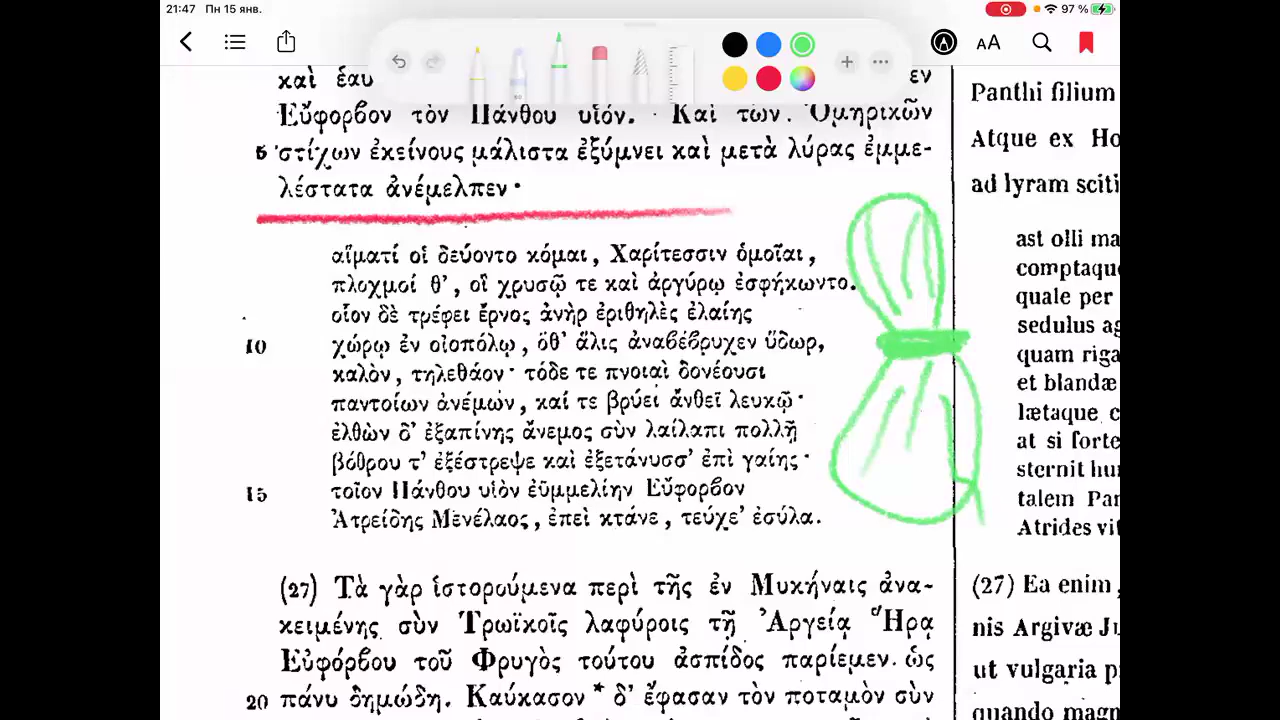 21:47 Пн 15 янв.
97 %
AA
καὶ ἑαυ
εν
Εὔφορβον τὸν Πάνθου υἱόν. Καὶ τῶν Ὁμηρικῶν
5 στίχων ἐκείνους μάλιστα ἐξύμνει καὶ μετὰ λύρας ἐμμε-
λέστατα ἀνέμελπεν·
αἵματί οἱ δεύοντο κόμαι, Χαρίτεσσιν ὁμοῖαι,
πλοχμοί θ', οἳ χρυσῷ τε καὶ ἀργύρῳ ἐσφήκωντο.
οἷον δὲ τρέφει ἔρνος ἀνὴρ ἐριθηλὲς ἐλαίης
10 χώρῳ ἐν οἰοπόλῳ, ὅθ' ἅλις ἀναβέβρυχεν ὕδωρ,
καλὸν, τηλεθάον· τόδε τε πνοιαὶ δονέουσι
παντοίων ἀνέμων, καί τε βρύει ἄνθεϊ λευκῷ·
ἐλθὼν δ' ἐξαπίνης ἄνεμος σὺν λαίλαπι πολλῇ
βόθρου τ' ἐξέστρεψε καὶ ἐξετάνυσσ' ἐπὶ γαίης·
15 τοῖον Πάνθου υἱὸν ἐϋμμελίην Εὔφορβον
Ἀτρείδης Μενέλαος, ἐπεὶ κτάνε, τεύχε' ἐσύλα.
(27) Τὰ γὰρ ἱστορούμενα περὶ τῆς ἐν Μυκήναις ἀνα-
κειμένης σὺν Τρωϊκοῖς λαφύροις τῇ Ἀργείᾳ Ἥρᾳ
Εὐφόρβου τοῦ Φρυγὸς τούτου ἀσπίδος παρίεμεν ὡς
20 πάνυ δημώδη. Καύκασον * δ' ἔφασαν τὸν ποταμὸν σὺν
Panthi filium
Atque ex Ho
ad lyram sciti
ast olli ma
comptaque
quale per
sedulus ag
quam riga
et blandæ
lætaque c
at si forte
sternit hu
talem Pan
Atrides vit
(27) Ea enim,
nis Argivæ Ju
ut vulgaria p
quando magn